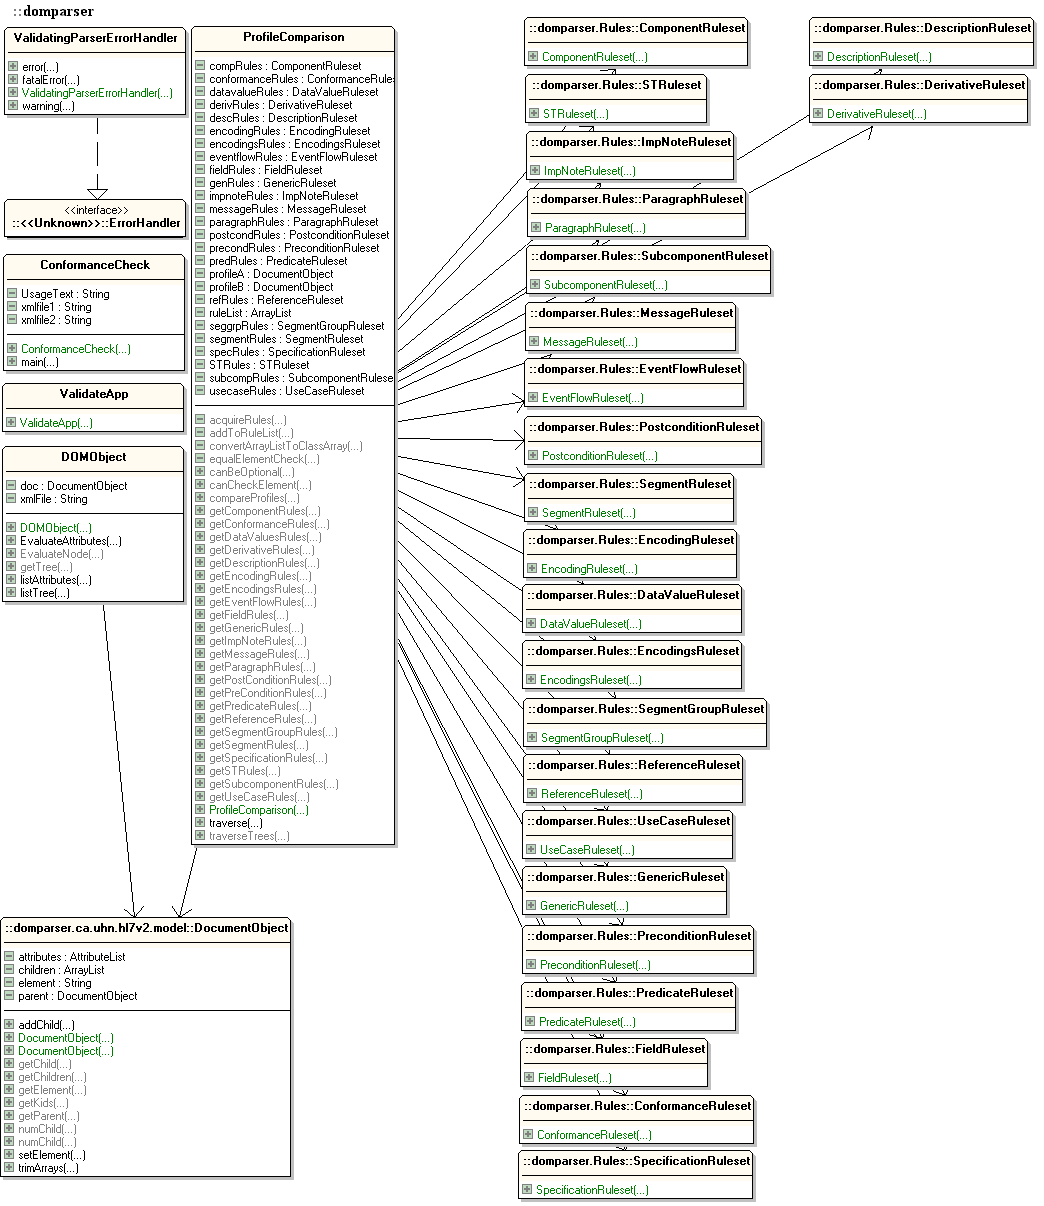 ::domparser
ValidatingParserErrorHandler
error(...)
fatalError(...)
ValidatingParserErrorHandler(...)
warning(...)
<<interface>>
::<<Unknown>>::ErrorHandler
ConformanceCheck
UsageText : String
xmlfile1 : String
xmlfile2 : String
ConformanceCheck(...)
main(...)
ValidateApp
ValidateApp(...)
DOMObject
doc : DocumentObject
xmlFile : String
DOMObject(...)
EvaluateAttributes(...)
EvaluateNode(...)
getTree(...)
listAttributes(...)
listTree(...)
ProfileComparison
compRules : ComponentRuleset
conformanceRules : ConformanceRules
datavalueRules : DataValueRuleset
derivRules : DerivativeRuleset
descRules : DescriptionRuleset
encodingRules : EncodingRuleset
encodingsRules : EncodingsRuleset
eventflowRules : EventFlowRuleset
fieldRules : FieldRuleset
genRules : GenericRuleset
impnoteRules : ImpNoteRuleset
messageRules : MessageRuleset
paragraphRules : ParagraphRuleset
postcondRules : PostconditionRuleset
precondRules : PreconditionRuleset
predRules : PredicateRuleset
profileA : DocumentObject
profileB : DocumentObject
refRules : ReferenceRuleset
ruleList : ArrayList
seggrpRules : SegmentGroupRuleset
segmentRules : SegmentRuleset
specRules : SpecificationRuleset
STRules : STRuleset
subcompRules : SubcomponentRulese
usecaseRules : UseCaseRuleset
acquireRules(...)
addToRuleList(...)
convertArrayListToClassArray(...)
equalElementCheck(...)
canBeOptional(...)
canCheckElement(...)
compareProfiles(...)
getComponentRules(...)
getConformanceRules(...)
getDataValuesRules(...)
getDerivativeRules(...)
getDescriptionRules(...)
getEncodingRules(...)
getEncodingsRules(...)
getEventFlowRules(...)
getFieldRules(...)
getGenericRules(...)
getImpNoteRules(...)
getMessageRules(...)
getParagraphRules(...)
getPostConditionRules(...)
getPreConditionRules(...)
getPredicateRules(...)
getReferenceRules(...)
getSegmentGroupRules(...)
getSegmentRules(...)
getSpecificationRules(...)
getSTRules(...)
getSubcomponentRules(...)
getUseCaseRules(...)
ProfileComparison(...)
traverse(...)
traverseTrees(...)
::domparser.ca.uhn.hl7v2.model::DocumentObject
attributes : AttributeList
children : ArrayList
element : String
parent : DocumentObject
addChild(...)
DocumentObject(...)
DocumentObject(...)
getChild(...)
getChildren(...)
getElement(...)
getKids(...)
getParent(...)
numChild(...)
numChild(...)
setElement(...)
trimArrays(...)
::domparser.Rules::ComponentRuleset
ComponentRuleset(...)
::domparser.Rules::STRuleset
STRuleset(...)
::domparser.Rules::ImpNoteRuleset
ImpNoteRuleset(...)
::domparser.Rules::ParagraphRuleset
ParagraphRuleset(...)
::domparser.Rules::SubcomponentRuleset
SubcomponentRuleset(...)
::domparser.Rules::MessageRuleset
MessageRuleset(...)
::domparser.Rules::EventFlowRuleset
EventFlowRuleset(...)
::domparser.Rules::PostconditionRuleset
PostconditionRuleset(...)
::domparser.Rules::SegmentRuleset
SegmentRuleset(...)
::domparser.Rules::EncodingRuleset
EncodingRuleset(...)
::domparser.Rules::DataValueRuleset
DataValueRuleset(...)
::domparser.Rules::EncodingsRuleset
EncodingsRuleset(...)
::domparser.Rules::SegmentGroupRuleset
SegmentGroupRuleset(...)
::domparser.Rules::ReferenceRuleset
ReferenceRuleset(...)
::domparser.Rules::UseCaseRuleset
UseCaseRuleset(...)
::domparser.Rules::GenericRuleset
GenericRuleset(...)
::domparser.Rules::PreconditionRuleset
PreconditionRuleset(...)
::domparser.Rules::PredicateRuleset
PredicateRuleset(...)
::domparser.Rules::FieldRuleset
FieldRuleset(...)
::domparser.Rules::ConformanceRuleset
ConformanceRuleset(...)
::domparser.Rules::SpecificationRuleset
SpecificationRuleset(...)
::domparser.Rules::DescriptionRuleset
DescriptionRuleset(...)
::domparser.Rules::DerivativeRuleset
DerivativeRuleset(...)